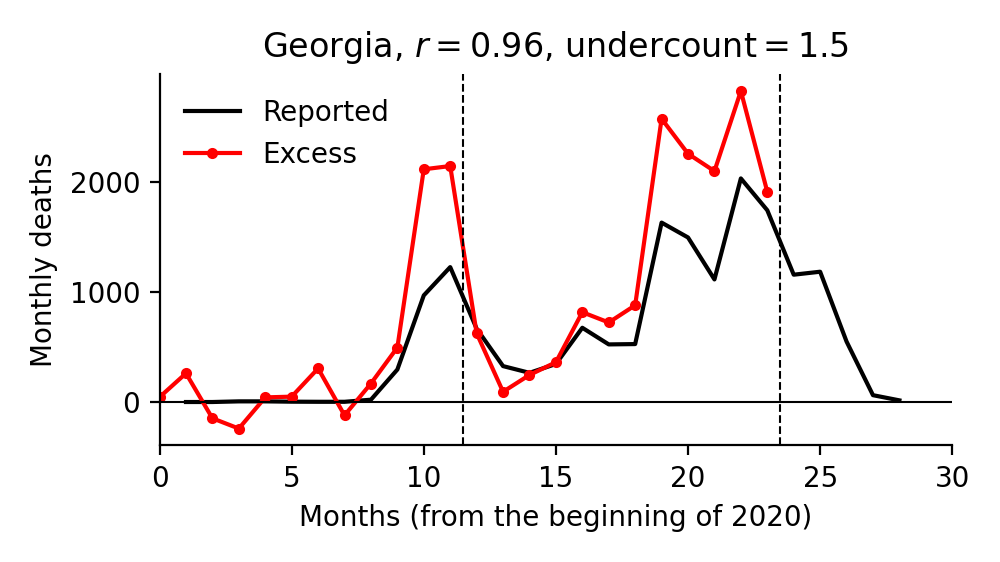 Georgia, r = 0.96, undercount = 1.5
Reported
Excess
Monthly deaths
2000
1000
0
0 5 10 15 20 25 30
Months (from the beginning of 2020)